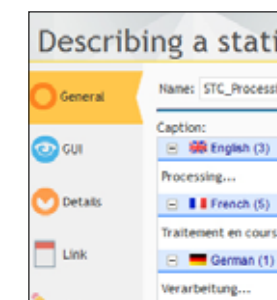 Describing a stati
General
GUI
Details
Link
Name: STC_Processi
Caption:
English (3)
Processing...
French (5)
Traitement en cours
German (1)
Verarbeitung...